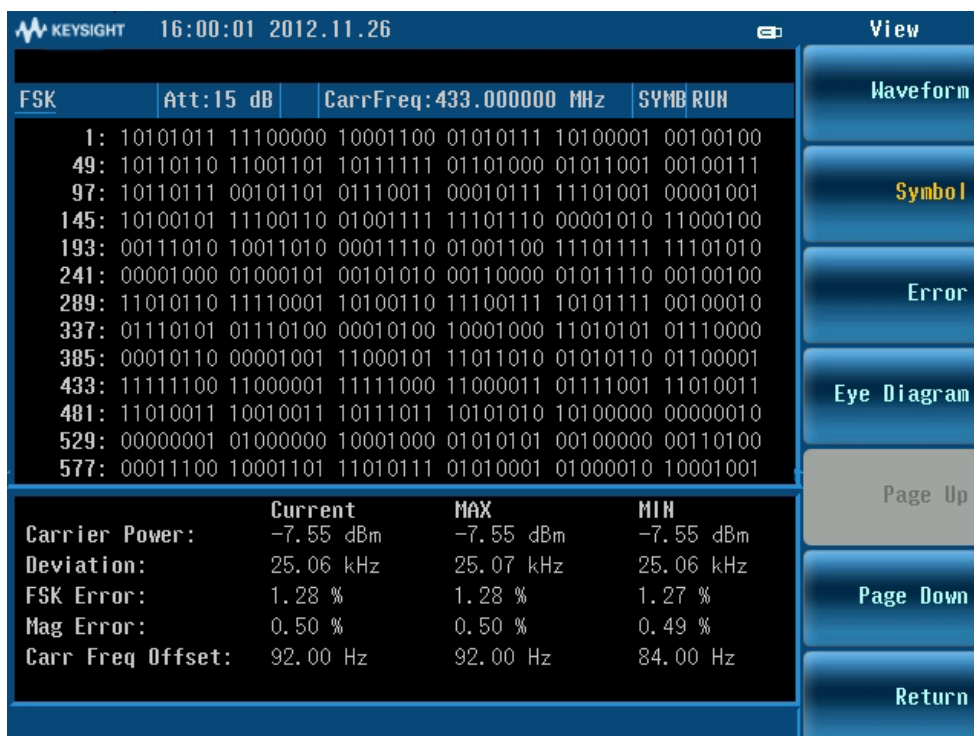 KEYSIGHT 16:00:01 2012.11.26
View
FSK Att:15 dB CarrFreq:433.000000 MHz SYMB RUN
1: 10101011 11100000 10001100 01010111 10100001 00100100
49: 10110110 11001101 10111111 01101000 01011001 00100111
97: 10110111 00101101 01110011 00010111 11101001 00001001
145: 10100101 11100110 01001111 11101110 00001010 11000100
193: 00111010 10011010 00011110 01001100 11101111 11101010
241: 00001000 01000101 00101010 00110000 01011110 00100100
289: 11010110 11110001 10100110 11100111 10101111 00100010
337: 01110101 01110100 00010100 10001000 11010101 01110000
385: 00010110 00001001 11000101 11011010 01010110 01100001
433: 11111100 11000001 11111000 11000011 01111001 11010011
481: 11010011 10010011 10111011 10101010 10100000 00000010
529: 00000001 01000000 10001000 01010101 00100000 00110100
577: 00011100 10001101 11010111 01010001 01000010 10001001
Current MAX MIN
Carrier Power: -7.55 dBm -7.55 dBm -7.55 dBm
Deviation: 25.06 kHz 25.07 kHz 25.06 kHz
FSK Error: 1.28 % 1.28 % 1.27 %
Mag Error: 0.50 % 0.50 % 0.49 %
Carr Freq Offset: 92.00 Hz 92.00 Hz 84.00 Hz
Waveform
Symbol
Error
Eye Diagram
Page Up
Page Down
Return